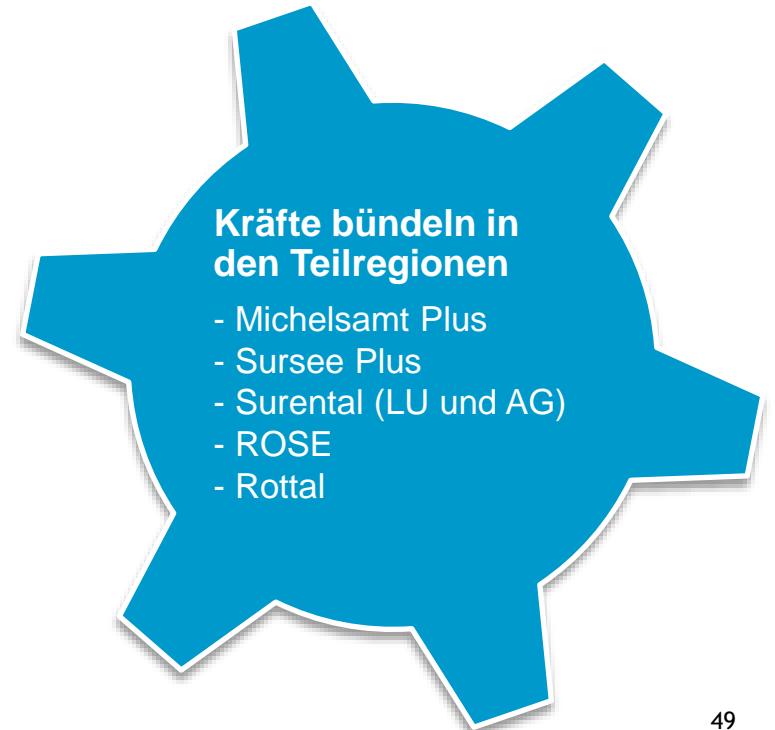 Kräfte bündeln in
den Teilregionen
- Michelsamt Plus
- Sursee Plus
- Surental (LU und AG)
- ROSE
- Rottal
49